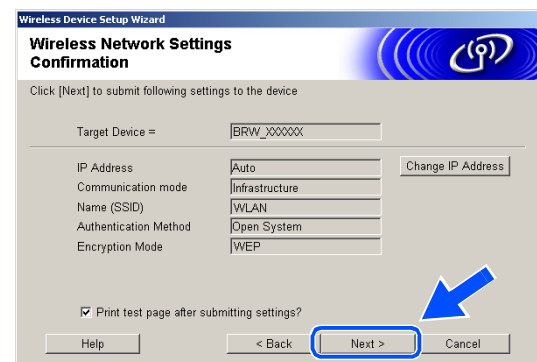 Wireless Device Setup Wizard
Wireless Network Settings
Confirmation
Click [Next] to submit following settings to the device
Target Device = BRW_XXXXXX
IP Address Auto Change IP Address
Communication mode Infrastructure
Name (SSID) WLAN
Authentication Method Open System
Encryption Mode WEP
Print test page after submitting settings?
Help < Back Next > Cancel